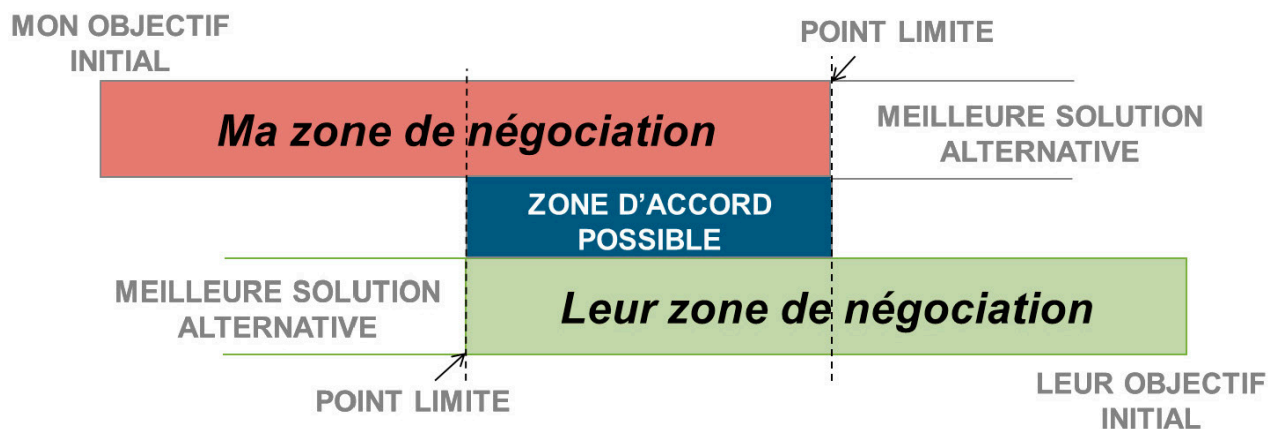 MON OBJECTIF
INITIAL
POINT LIMITE
Ma zone de négociation
MEILLEURE SOLUTION
ALTERNATIVE
ZONE D’ACCORD
POSSIBLE
MEILLEURE SOLUTION
ALTERNATIVE
Leur zone de négociation
POINT LIMITE
LEUR OBJECTIF
INITIAL